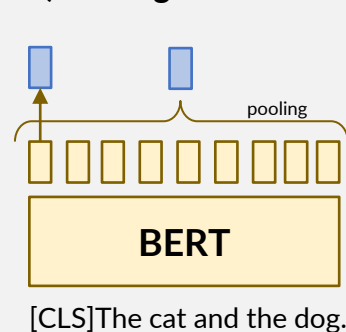 pooling
BERT
[CLS]The cat and the dog.